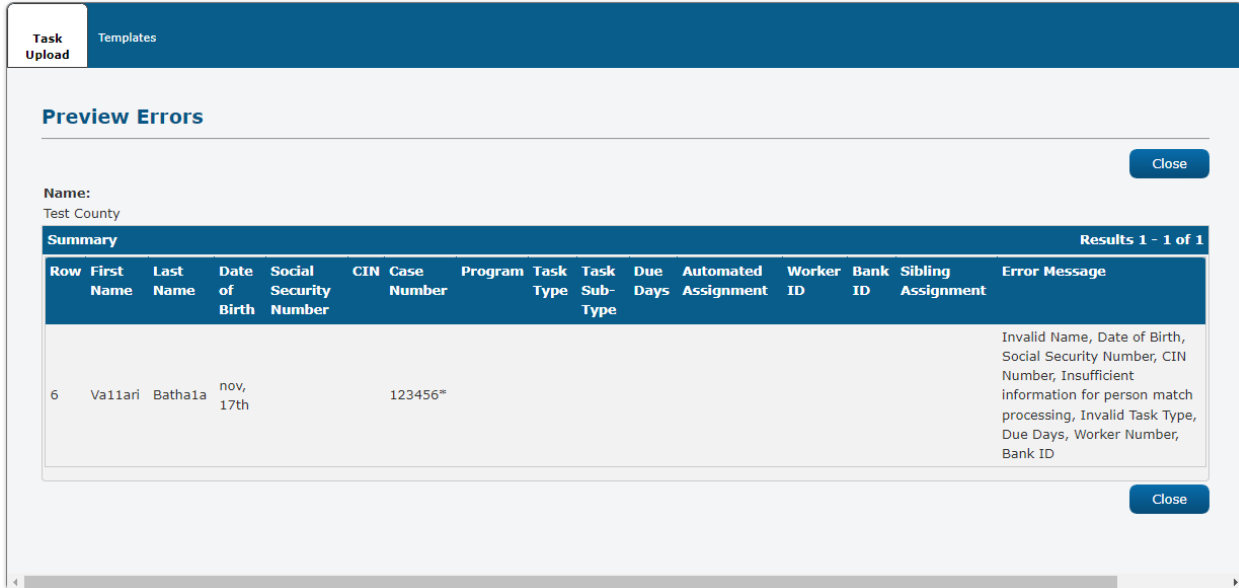 Task Upload
Templates
Preview Errors
Close
Name:
Test County
Summary Results 1 - 1 of 1
Row First Name Last Name Date of Birth Social Security Number CIN Case Number Program Task Type Task Sub-Type Due Days Automated Assignment Worker ID Bank ID Sibling Assignment Error Message
6 Va11ari Batha1a nov, 17th 123456* Invalid Name, Date of Birth,
Social Security Number, CIN
Number, Insufficient
information for person match
processing, Invalid Task Type,
Due Days, Worker Number,
Bank ID
Close